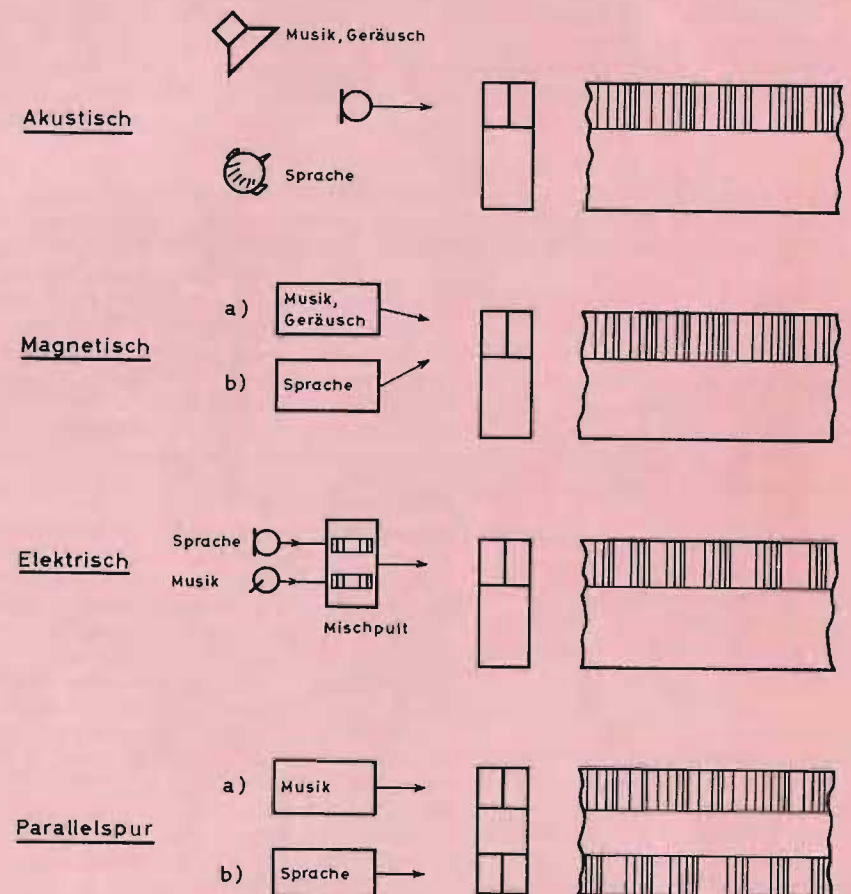 Musik, Geräusch
Akustisch
Sprache
a) Musik,
Geräusch
Magnetisch
b) Sprache
Sprache
Elektrisch
Musik
Mischpult
a) Musik
Parallelspur
b) Sprache